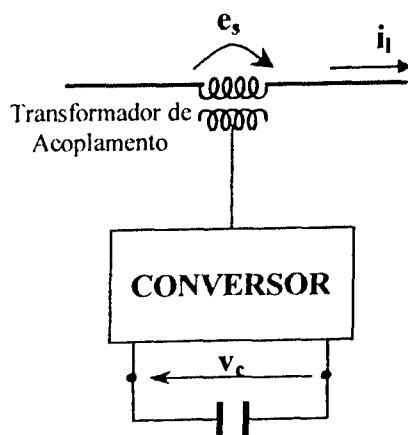 e_s
i_l
Transformador de
Acoplamento
CONVERSOR
v_c